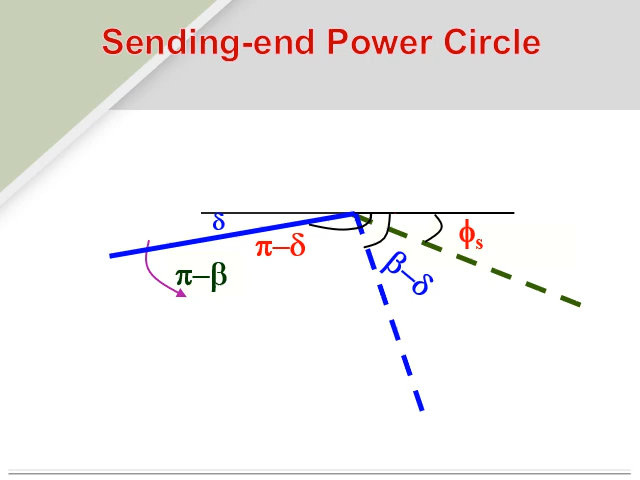 Sending-end Power Circle
δ
π–δ
ϕs
π–β
β–δ